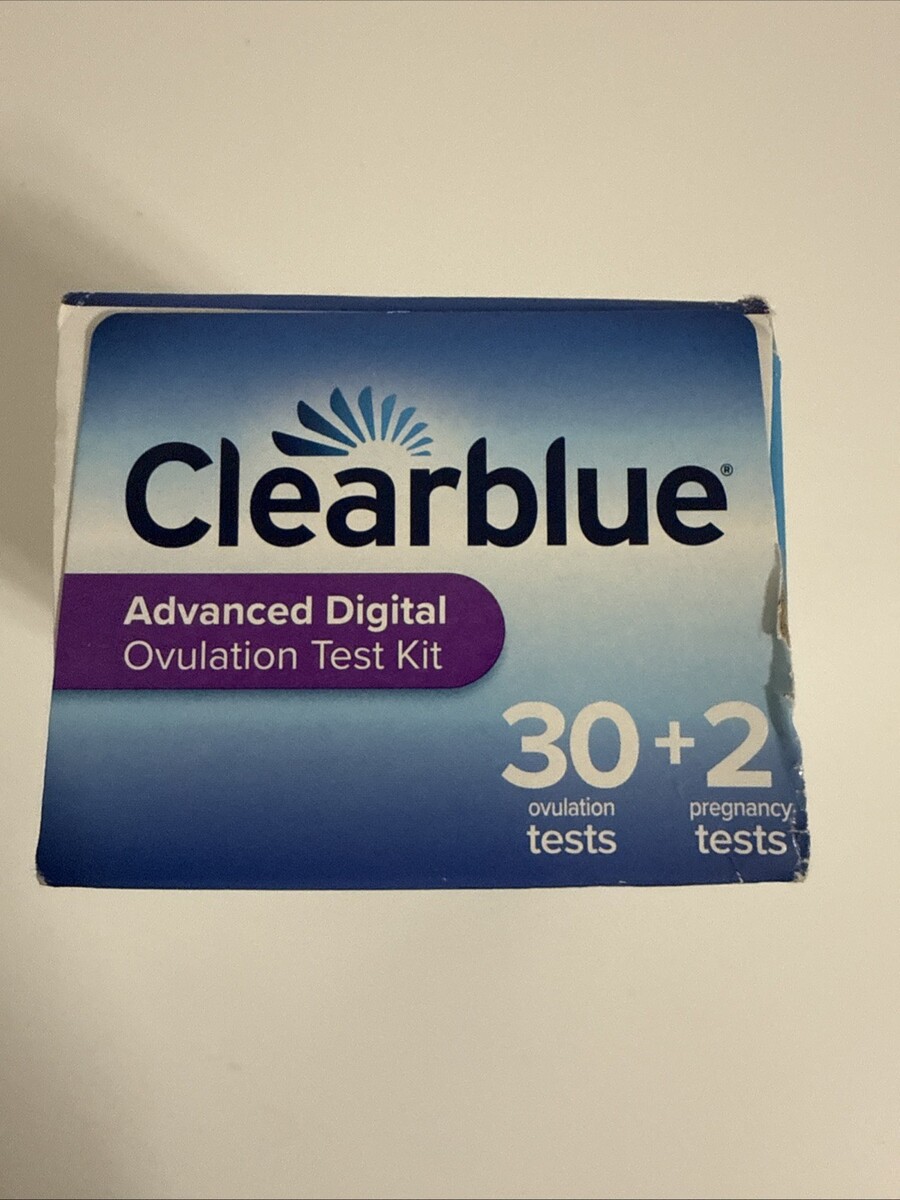 Clearblue®
Advanced Digital
Ovulation Test Kit
30 + 2
ovulation pregnancy
tests tests